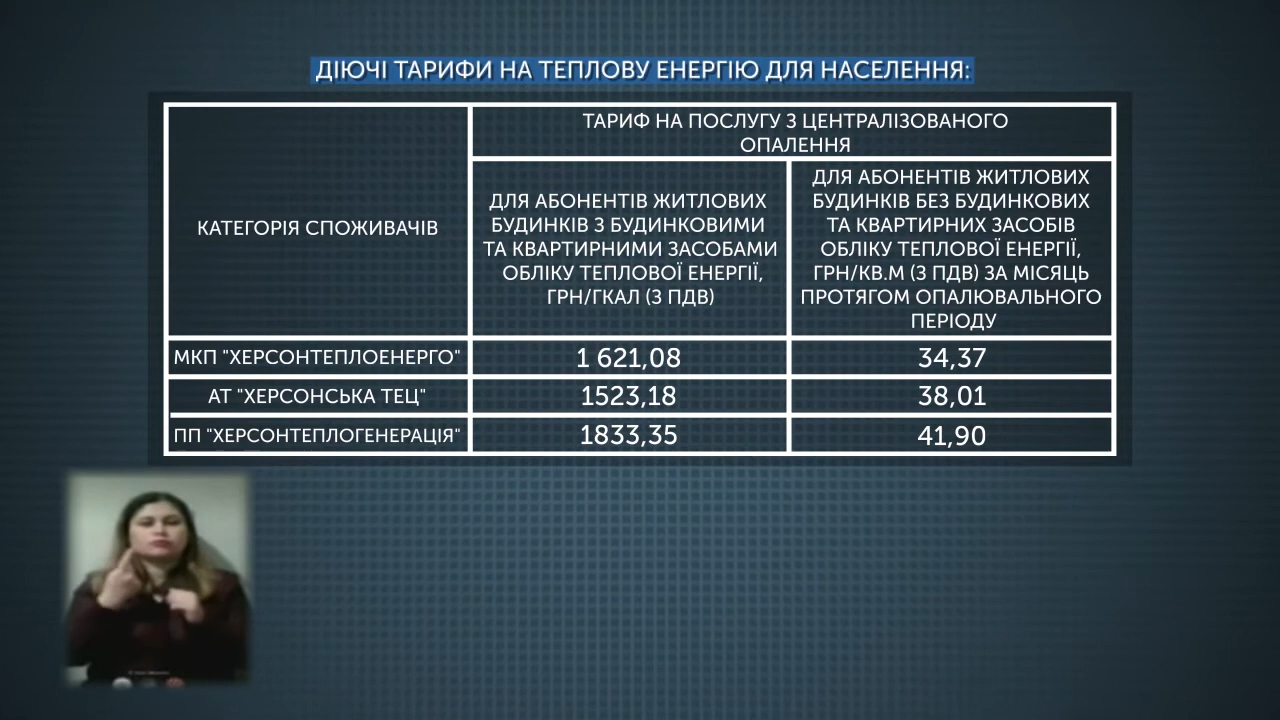 ДІЮЧІ ТАРИФИ НА ТЕПЛОВУ ЕНЕРГІЮ ДЛЯ НАСЕЛЕННЯ:
КАТЕГОРІЯ СПОЖИВАЧІВ
ТАРИФ НА ПОСЛУГУ З ЦЕНТРАЛІЗОВАНОГО
ОПАЛЕННЯ
ДЛЯ АБОНЕНТІВ ЖИТЛОВИХ
БУДИНКІВ З БУДИНКОВИМИ
ТА КВАРТИРНИМИ ЗАСОБАМИ
ОБЛІКУ ТЕПЛОВОЇ ЕНЕРГІЇ,
ГРН/ГКАЛ (З ПДВ)
ДЛЯ АБОНЕНТІВ ЖИТЛОВИХ
БУДИНКІВ БЕЗ БУДИНКОВИХ
ТА КВАРТИРНИХ ЗАСОБІВ
ОБЛІКУ ТЕПЛОВОЇ ЕНЕРГІЇ,
ГРН/КВ.М (З ПДВ) ЗА МІСЯЦЬ
ПРОТЯГОМ ОПАЛЮВАЛЬНОГО
ПЕРІОДУ
МКП "ХЕРСОНТЕПЛОЕНЕРГО" 1 621,08 34,37
АТ "ХЕРСОНСЬКА ТЕЦ" 1523,18 38,01
ПП "ХЕРСОНТЕПЛОГЕНЕРАЦІЯ" 1833,35 41,90